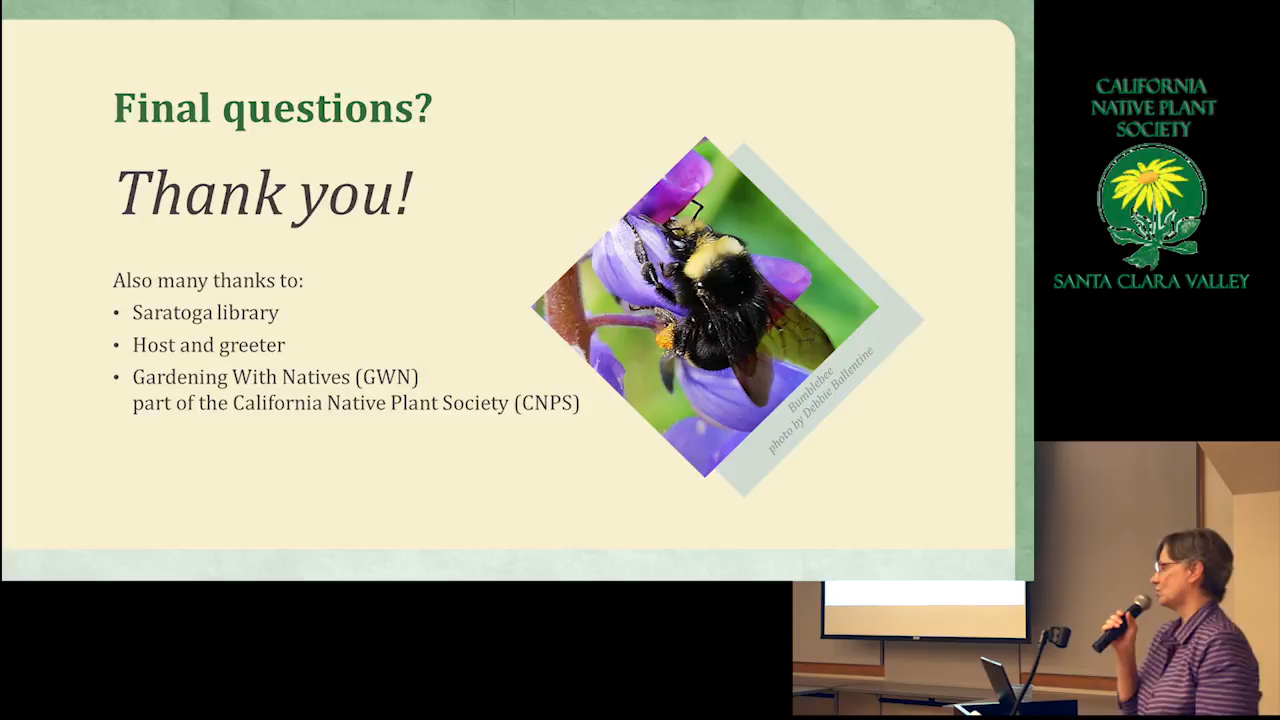 Final questions?
Thank you!
Also many thanks to:
• Saratoga library
• Host and greeter
• Gardening With Natives (GWN)
part of the California Native Plant Society (CNPS)
Bumblebee
photo by Debbie Ballentine
CALIFORNIA
NATIVE PLANT
SOCIETY
SANTA CLARA VALLEY